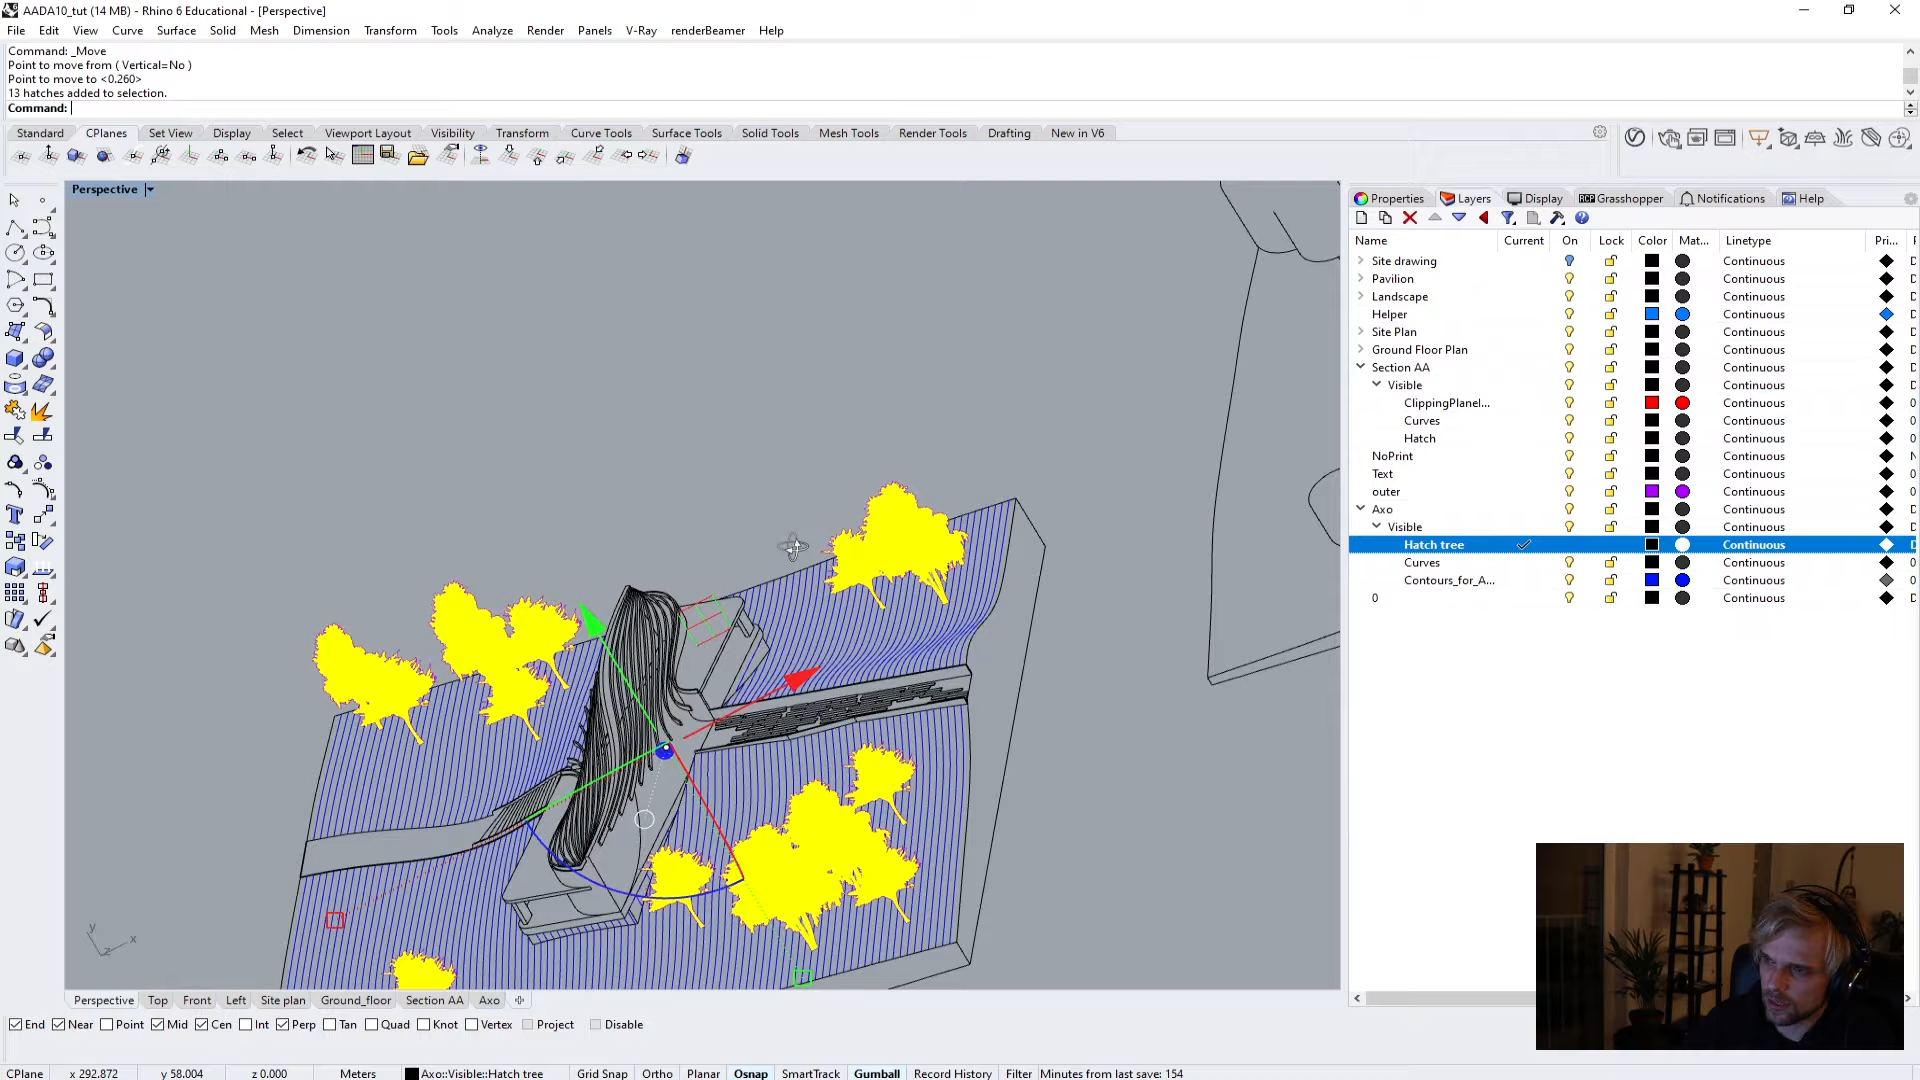 AADA10_tut (14 MB) - Rhino 6 Educational - [Perspective]
File Edit View Curve Surface Solid Mesh Dimension Transform Tools Analyze Render Panels V-Ray renderBeamer Help
Command: _Move
Point to move from ( Vertical=No )
Point to move to <0.260>
13 hatches added to selection.
Command:
Standard CPlanes Set View Display Select Viewport Layout Visibility Transform Curve Tools Surface Tools Solid Tools Mesh Tools Render Tools Drafting New in V6
Perspective
Properties Layers Display Grasshopper Notifications Help
Name Current On Lock Color Mat... Linetype Pri...
Site drawing Continuous
Pavilion Continuous
Landscape Continuous
Helper Continuous
Site Plan Continuous
Ground Floor Plan Continuous
Section AA Continuous
Visible Continuous
ClippingPlaneI... Continuous
Curves Continuous
Hatch Continuous
NoPrint Continuous
Text Continuous
outer Continuous
Axo Continuous
Visible Continuous
Hatch tree Continuous
Curves Continuous
Contours_for_A... Continuous
0 Continuous
y
x
z
Perspective Top Front Left Site plan Ground_floor Section AA Axo
End Near Point Mid Cen Int Perp Tan Quad Knot Vertex Project Disable
CPlane x 292.872 y 58.004 z 0.000 Meters Axo::Visible::Hatch tree Grid Snap Ortho Planar Osnap SmartTrack Gumball Record History Filter Minutes from last save: 154